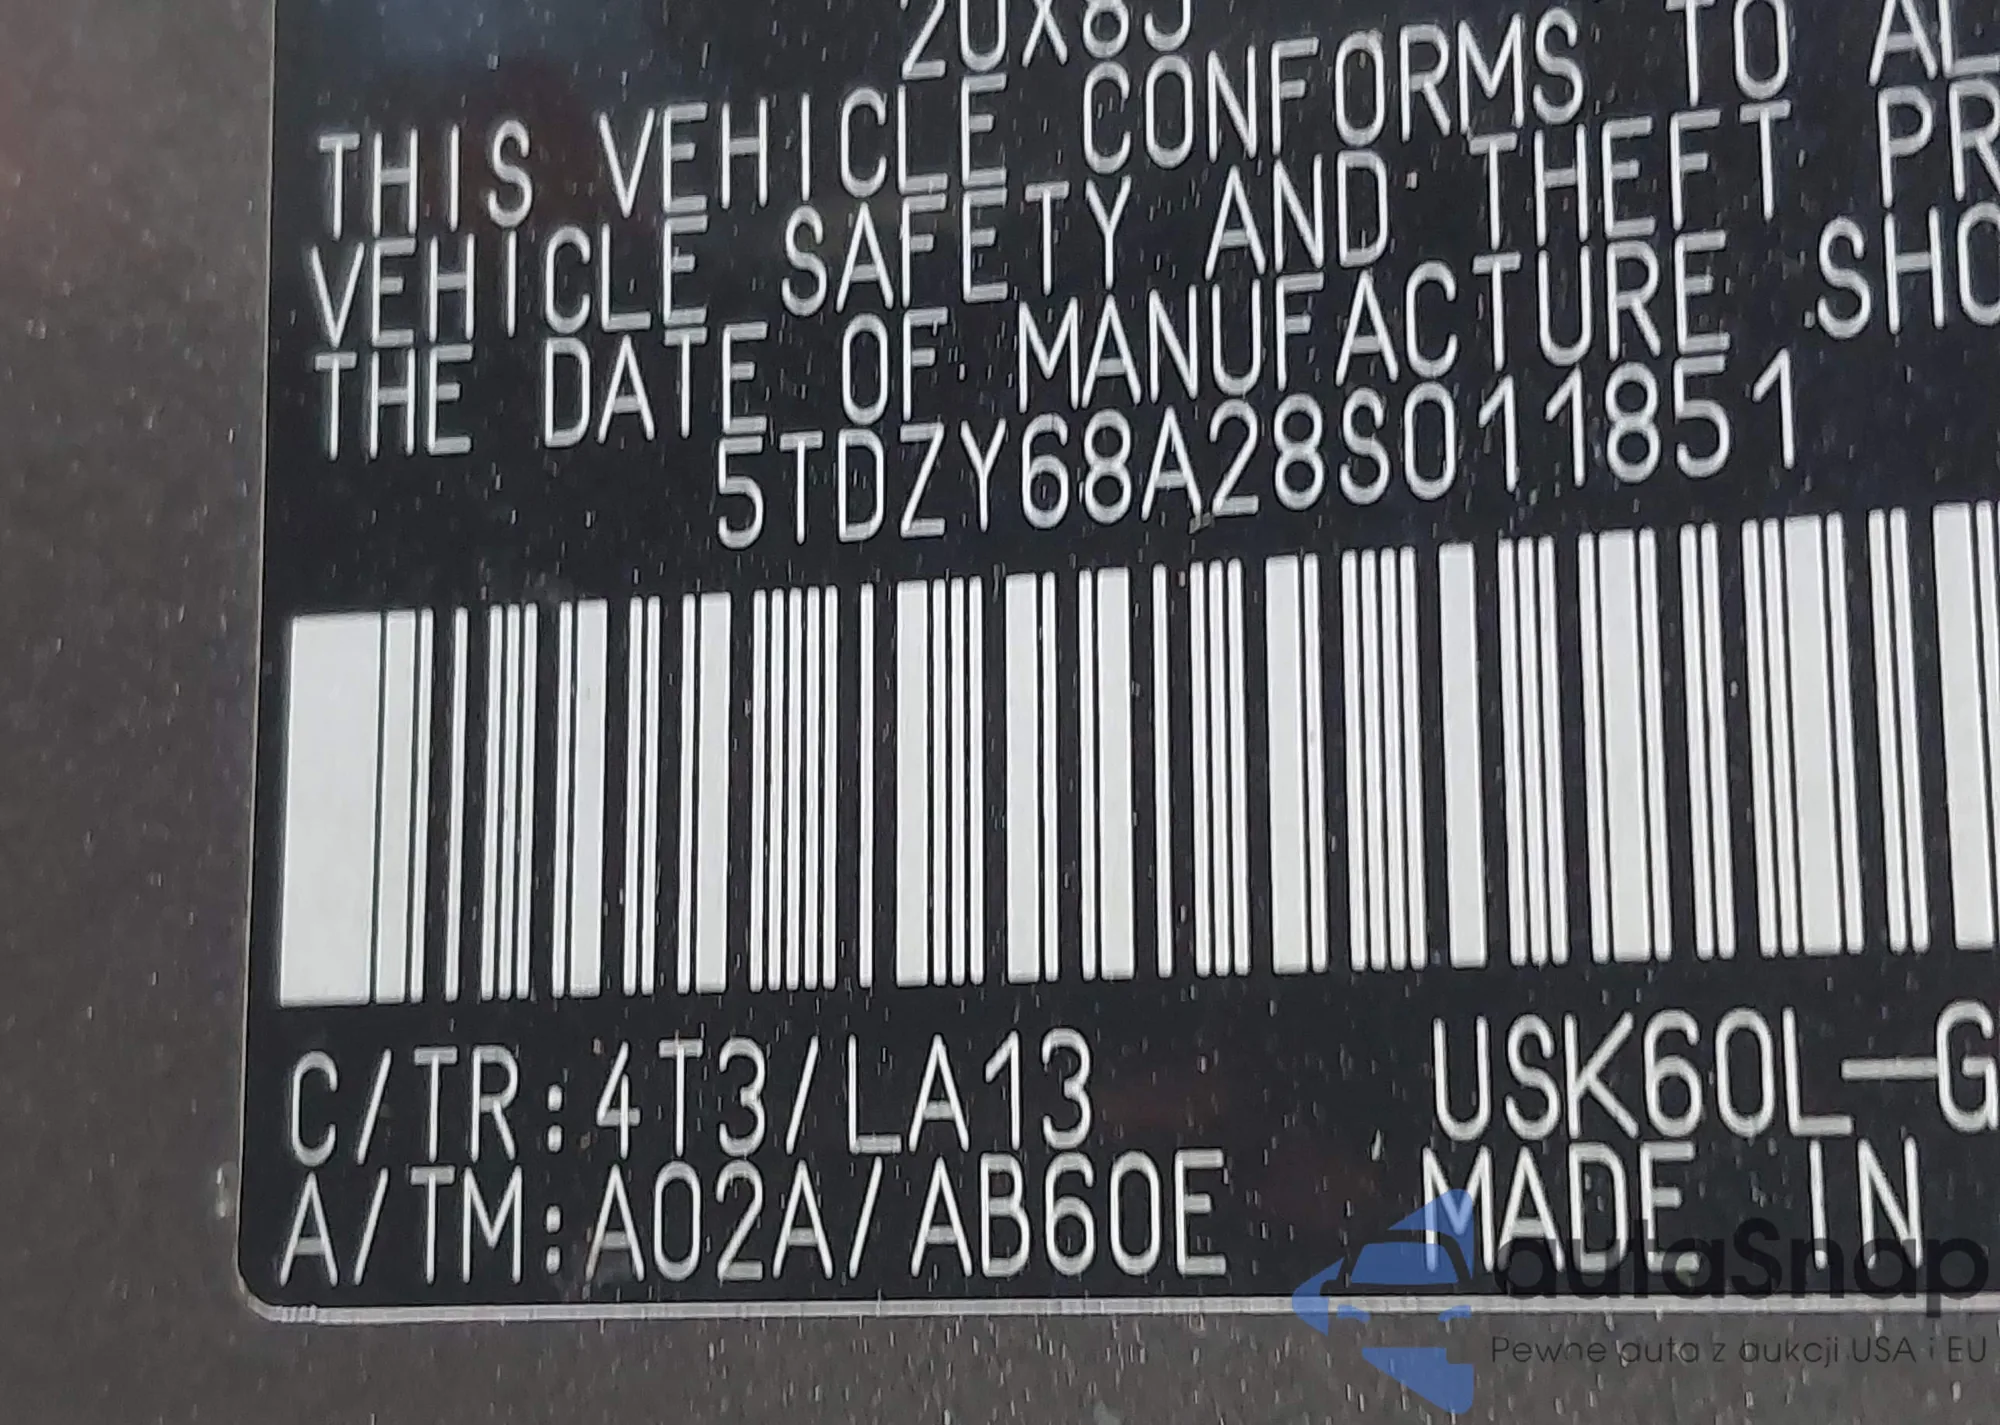 THIS VEHICLE CONFORMS TO AL
VEHICLE SAFETY AND THEFT PR
THE DATE OF MANUFACTURE SHO
5TDZY68A28S011851
C/TR:4T3/LA13 USK60L-G
A/TM:A02A/AB60E MADE IN
autaSnap
Pewne auta z aukcji USA i EU